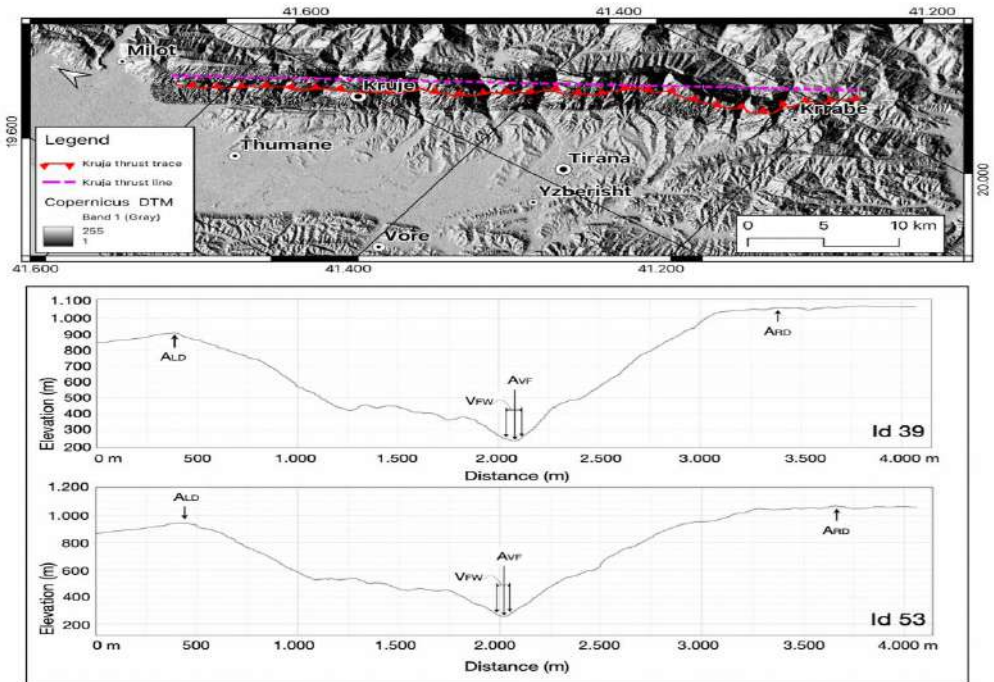 41.600
41.400
41.200
Milot
Kruje
Krrabe
19.600
Legend
Kruja thrust trace
Kruja thrust line
Copernicus DTM
Band 1 (Gray)
255
1
Thumane
Tirana
Yzberisht
Vore
20.000
0 5 10 km
41.600
41.400
41.200
1.100
1.000
900
800
700
600
500
400
300
200
Elevation (m)
ALD
AVF
VFW
ARD
Id 39
0 m 500 1.000 1.500 2.000 2.500 3.000 3.500 4.000 m
Distance (m)
1.200
1.000
800
600
400
200
Elevation (m)
ALD
AVF
VFW
ARD
Id 53
0 m 500 1.000 1.500 2.000 2.500 3.000 3.500 4.000 m
Distance (m)